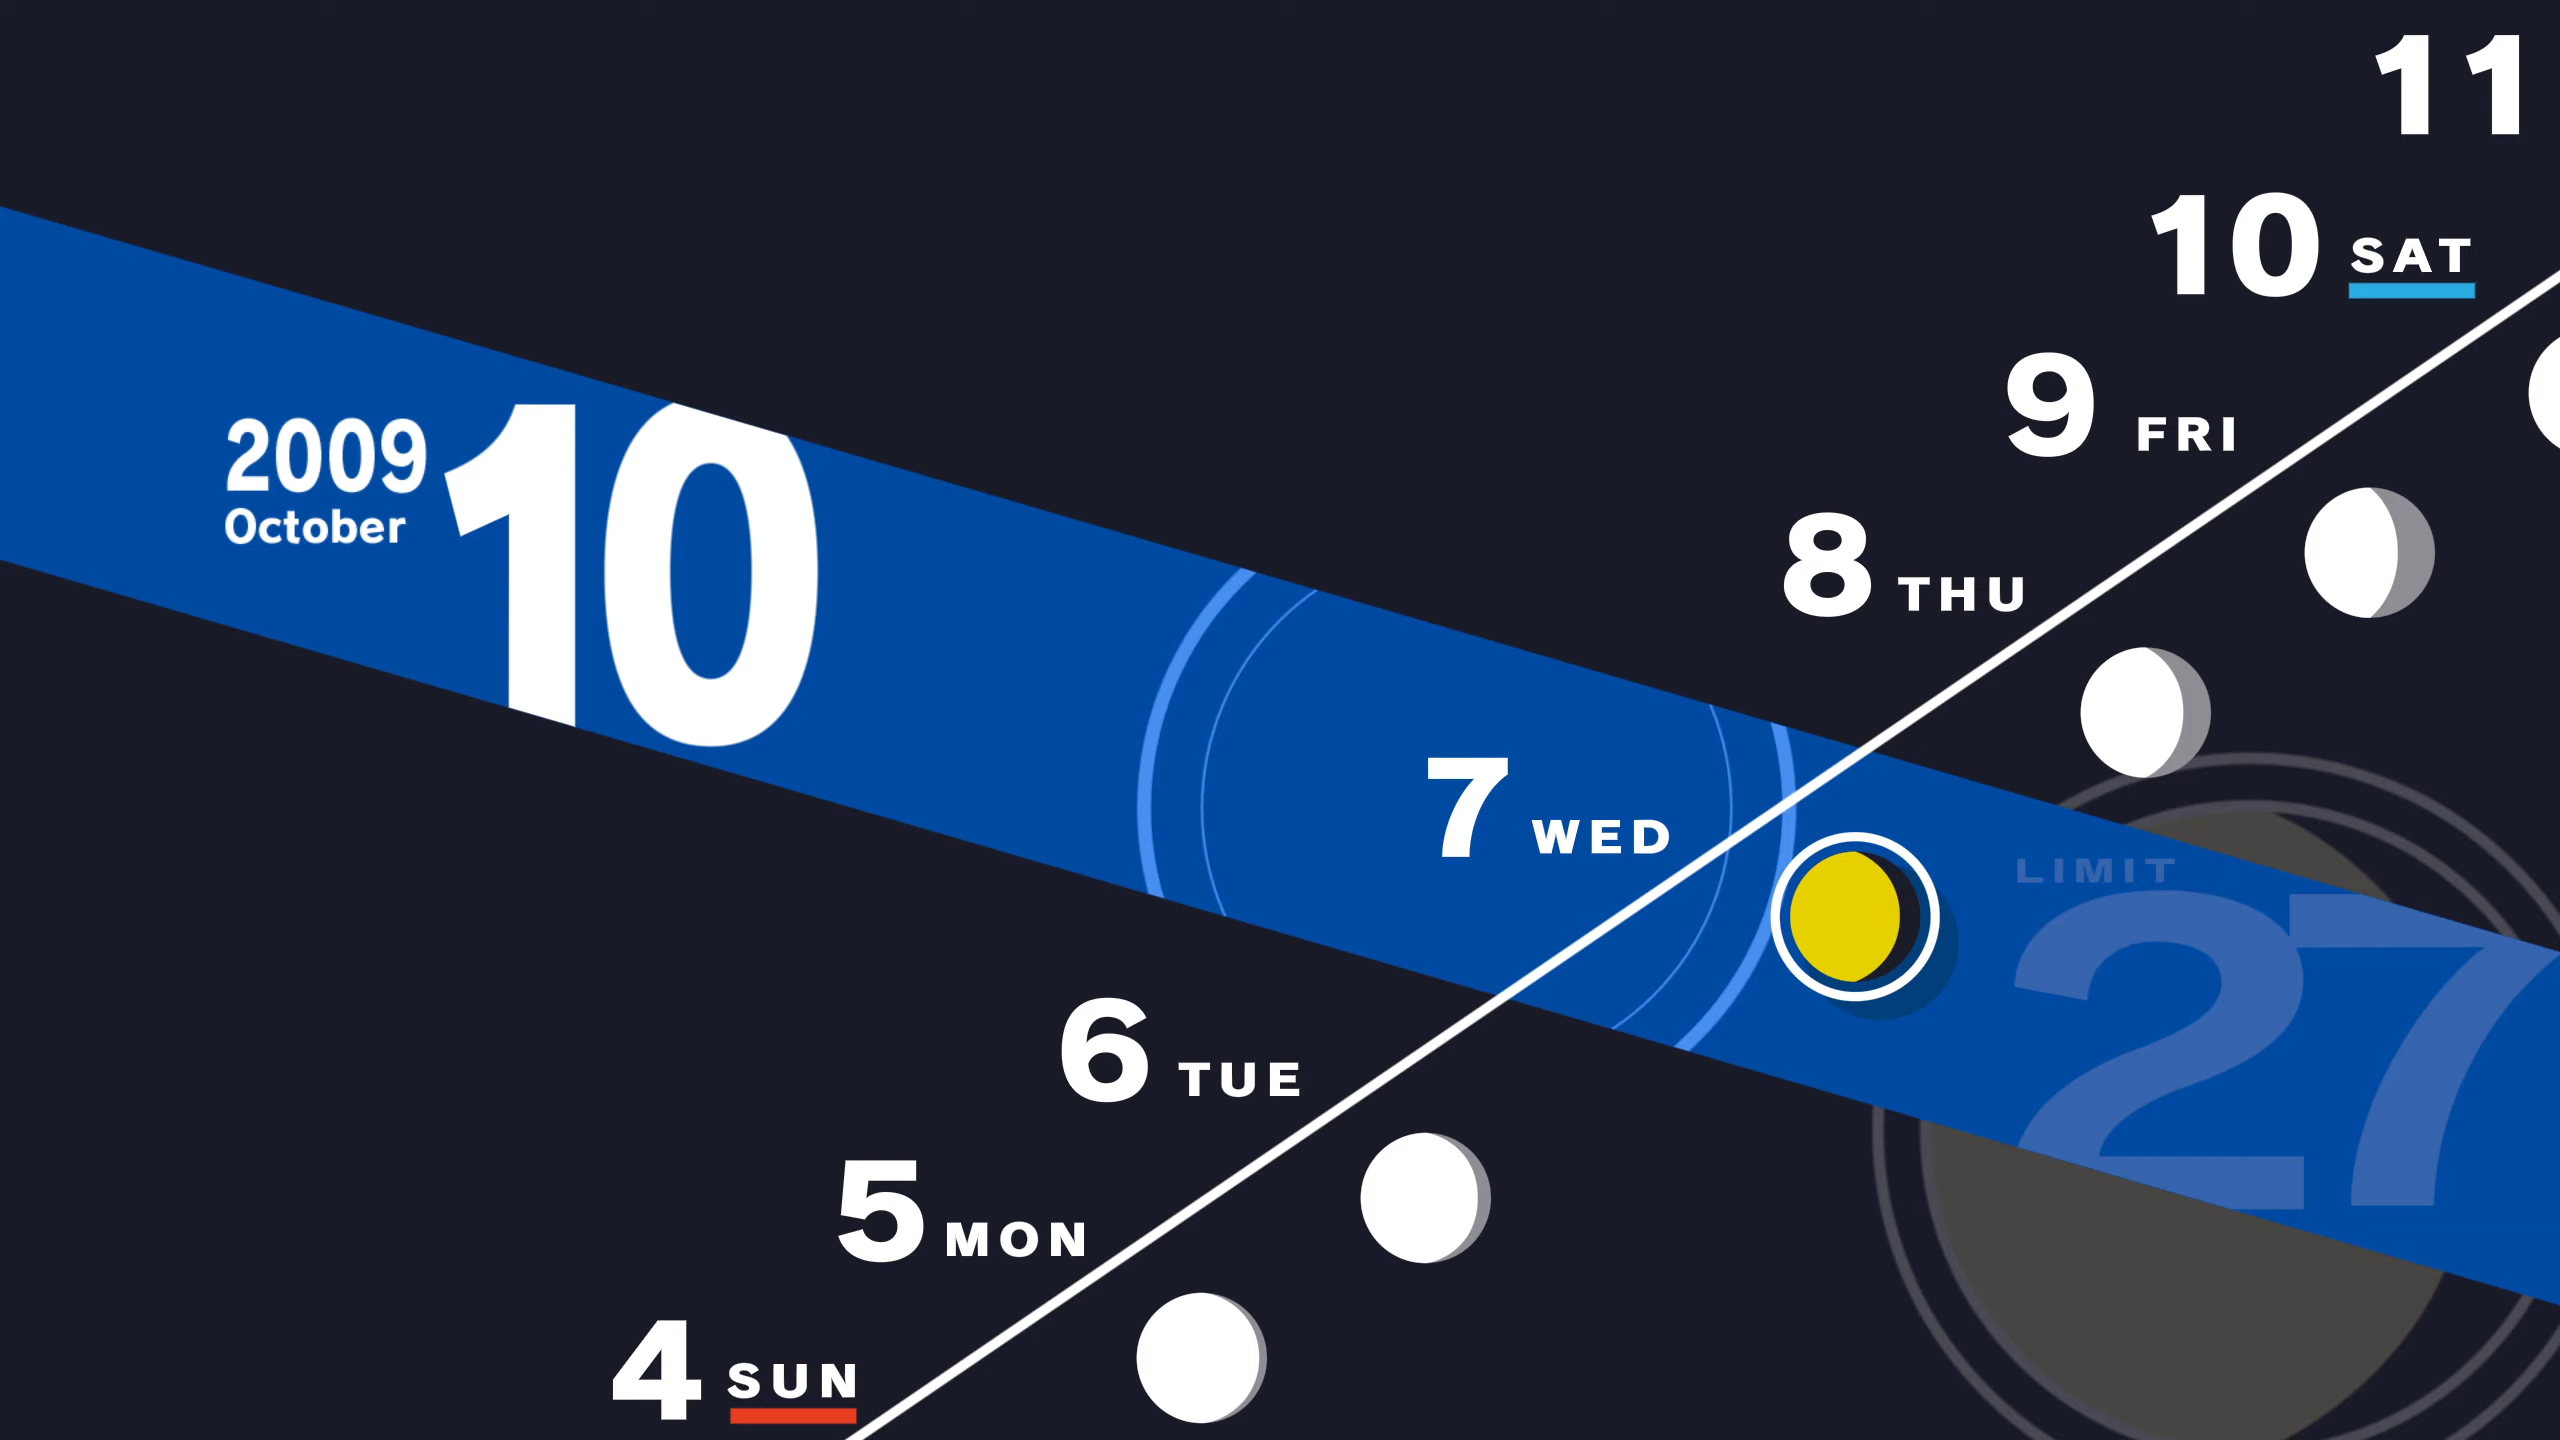 2009
October
10
11
10 SAT
9 FRI
8 THU
7 WED
6 TUE
5 MON
4 SUN
LIMIT
27